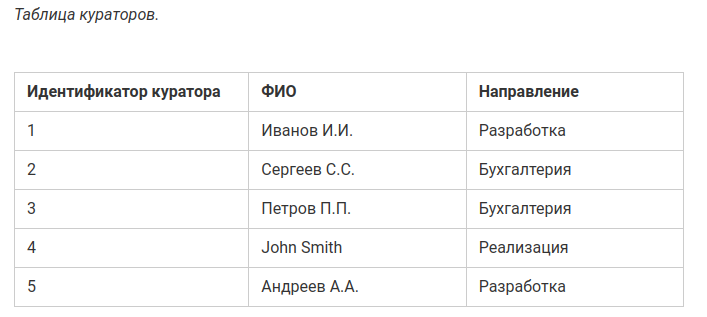 Таблица кураторов.
Идентификатор куратора ФИО Направление
1 Иванов И.И. Разработка
2 Сергеев С.С. Бухгалтерия
3 Петров П.П. Бухгалтерия
4 John Smith Реализация
5 Андреев А.А. Разработка